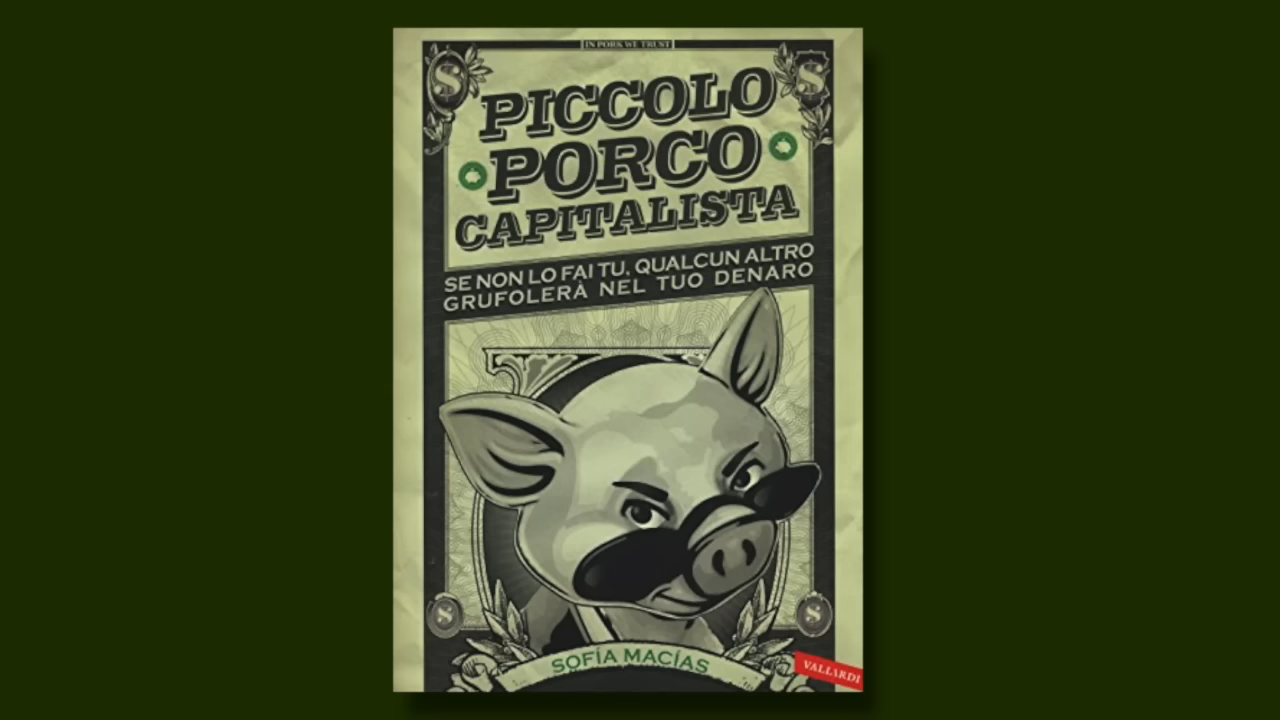 [IN PORK WE TRUST]
PICCOLO
PORCO
CAPITALISTA
SE NON LO FAI TU, QUALCUN ALTRO
GRUFOLERÀ NEL TUO DENARO
SOFÍA MACÍAS
VALLARDI